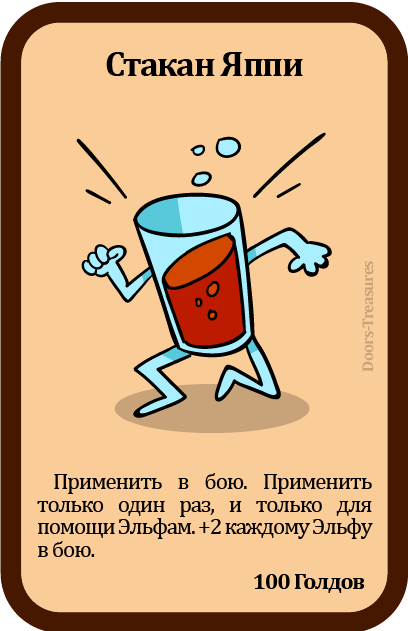 Стакан Яппи
Doors-Treasures
Применить в бою. Применить
только один раз, и только для
помощи Эльфам. +2 каждому Эльфу
в бою.
100 Голдов